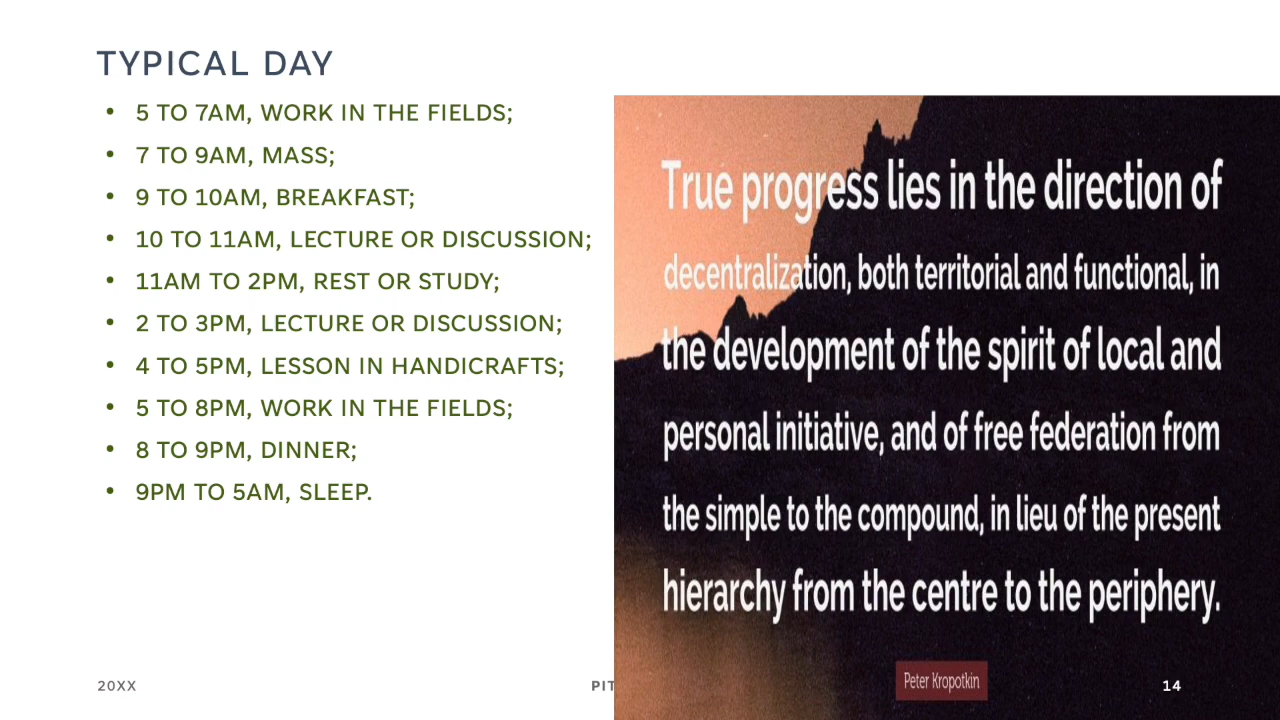 TYPICAL DAY
• 5 TO 7AM, WORK IN THE FIELDS;
• 7 TO 9AM, MASS;
• 9 TO 10AM, BREAKFAST;
• 10 TO 11AM, LECTURE OR DISCUSSION;
• 11AM TO 2PM, REST OR STUDY;
• 2 TO 3PM, LECTURE OR DISCUSSION;
• 4 TO 5PM, LESSON IN HANDICRAFTS;
• 5 TO 8PM, WORK IN THE FIELDS;
• 8 TO 9PM, DINNER;
• 9PM TO 5AM, SLEEP.
True progress lies in the direction of
decentralization, both territorial and functional, in
the development of the spirit of local and
personal initiative, and of free federation from
the simple to the compound, in lieu of the present
hierarchy from the centre to the periphery.
Peter Kropotkin
20XX
PIT
14